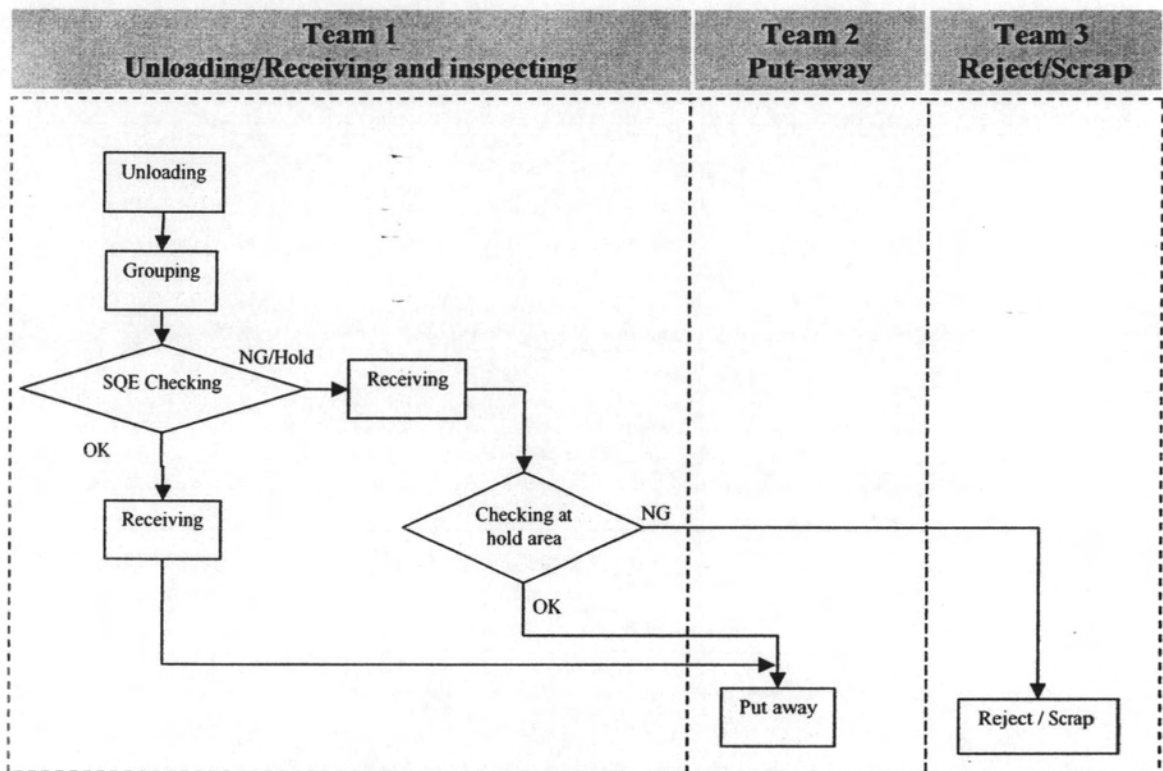 Team 1
Unloading/Receiving and inspecting
Team 2
Put-away
Team 3
Reject/Scrap
Unloading
Grouping
SQE Checking
NG/Hold
Receiving
OK
Receiving
Checking at
hold area
NG
OK
Put away
Reject / Scrap